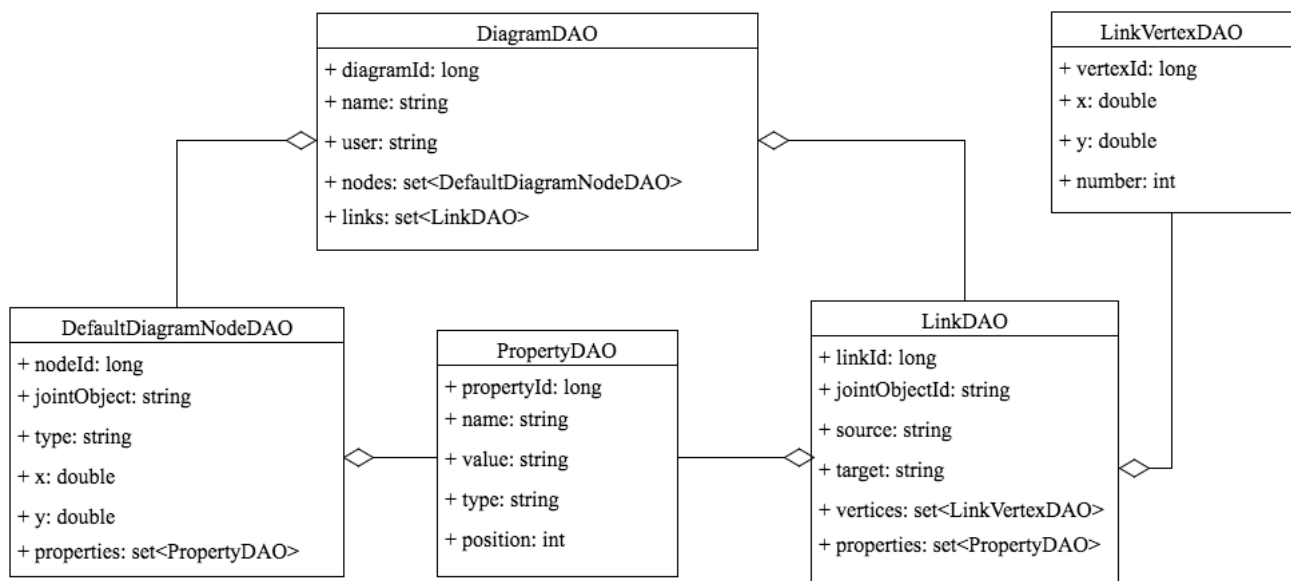 DiagramDAO
+ diagramId: long
+ name: string
+ user: string
+ nodes: set<DefaultDiagramNodeDAO>
+ links: set<LinkDAO>
LinkVertexDAO
+ vertexId: long
+ x: double
+ y: double
+ number: int
DefaultDiagramNodeDAO
+ nodeId: long
+ jointObject: string
+ type: string
+ x: double
+ y: double
+ properties: set<PropertyDAO>
PropertyDAO
+ propertyId: long
+ name: string
+ value: string
+ type: string
+ position: int
LinkDAO
+ linkId: long
+ jointObjectId: string
+ source: string
+ target: string
+ vertices: set<LinkVertexDAO>
+ properties: set<PropertyDAO>